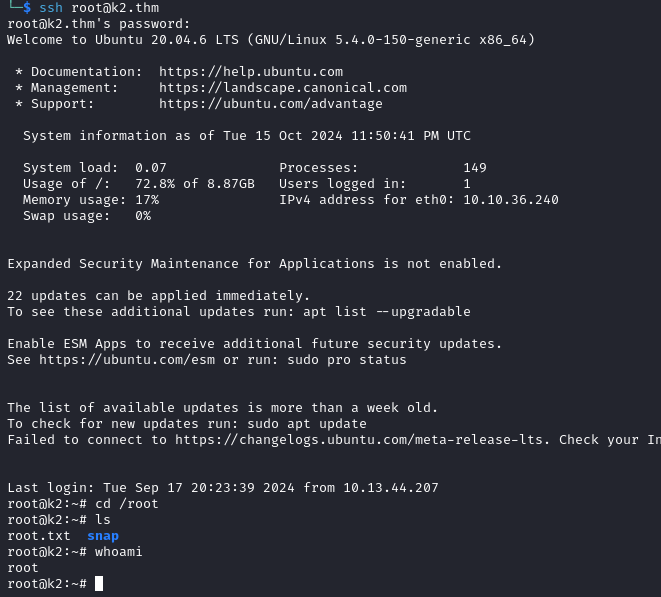 └─$ ssh root@k2.thm
root@k2.thm's password:
Welcome to Ubuntu 20.04.6 LTS (GNU/Linux 5.4.0-150-generic x86_64)
* Documentation:  https://help.ubuntu.com
* Management:     https://landscape.canonical.com
* Support:        https://ubuntu.com/advantage
System information as of Tue 15 Oct 2024 11:50:41 PM UTC
System load:  0.07              Processes:             149
Usage of /:   72.8% of 8.87GB   Users logged in:       1
Memory usage: 17%               IPv4 address for eth0: 10.10.36.240
Swap usage:   0%
Expanded Security Maintenance for Applications is not enabled.
22 updates can be applied immediately.
To see these additional updates run: apt list --upgradable
Enable ESM Apps to receive additional future security updates.
See https://ubuntu.com/esm or run: sudo pro status
The list of available updates is more than a week old.
To check for new updates run: sudo apt update
Failed to connect to https://changelogs.ubuntu.com/meta-release-lts. Check your In
Last login: Tue Sep 17 20:23:39 2024 from 10.13.44.207
root@k2:~# cd /root
root@k2:~# ls
root.txt  snap
root@k2:~# whoami
root
root@k2:~#